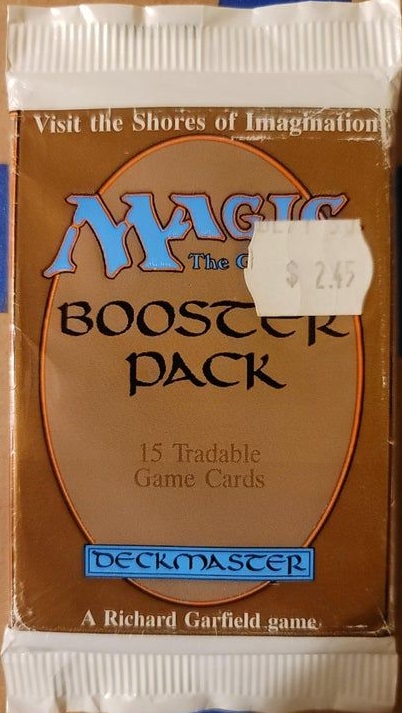 Visit the Shores of Imagination
MAGIC
The G
$ 2.45
BOOSTER
PACK
15 Tradable
Game Cards
DECKMASTER
A Richard Garfield game